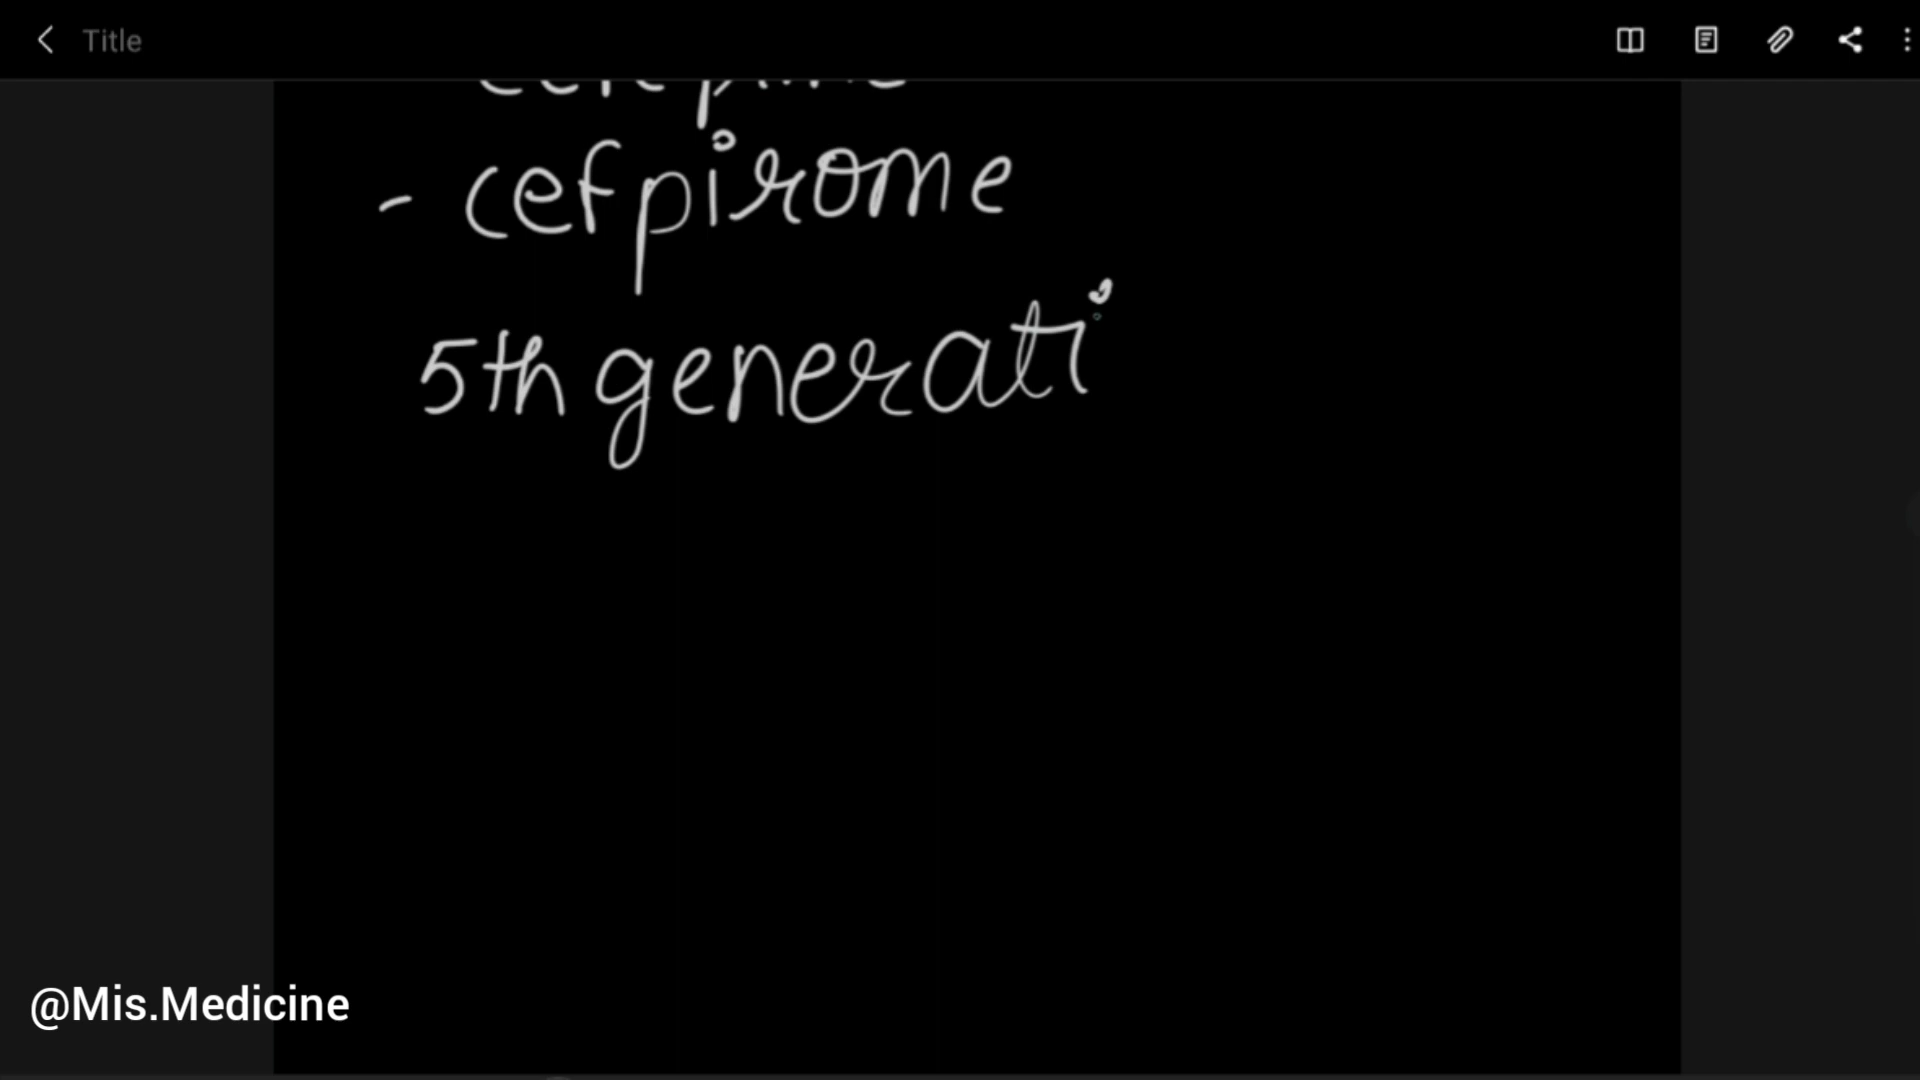 Title
- cefpirome
5th generati
@Mis.Medicine